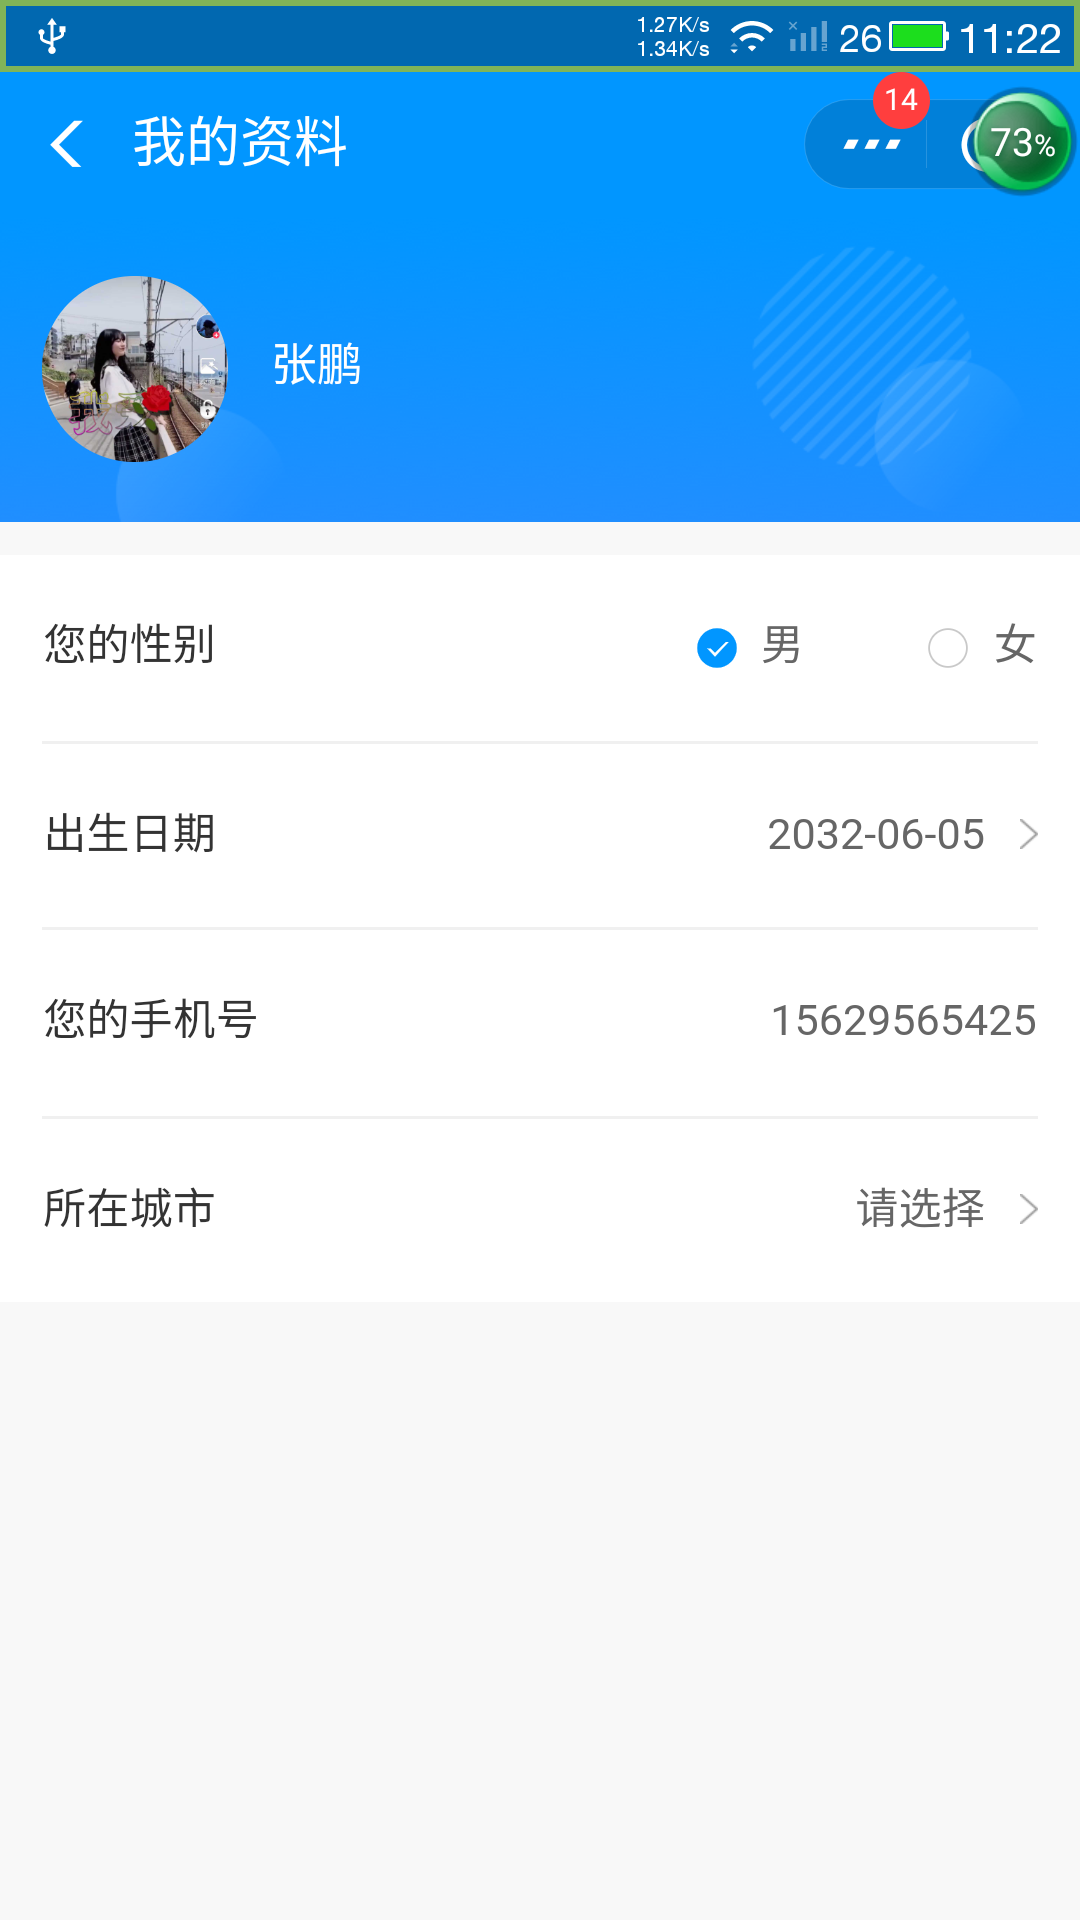 1.27K/s
1.34K/s
26
11:22
我的资料
14
73%
张鹏
您的性别 男 女
出生日期 2032-06-05
您的手机号 15629565425
所在城市 请选择